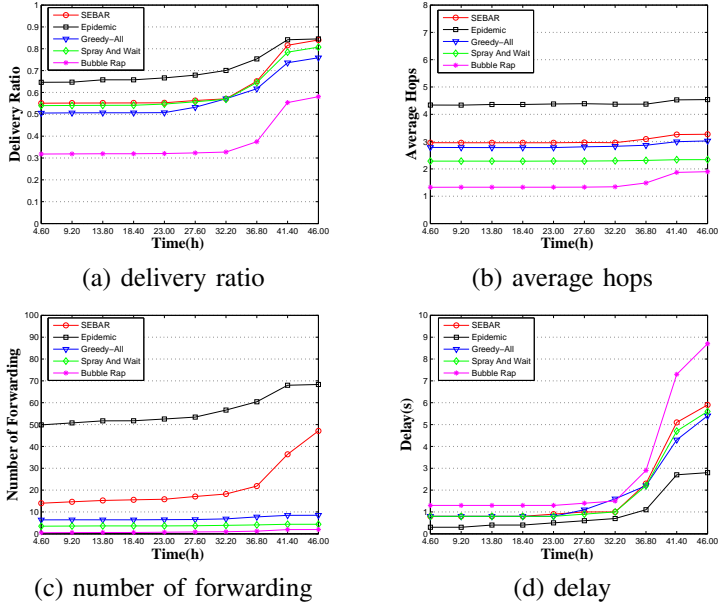 SEBAR
Epidemic
Greedy−All
Spray And Wait
Bubble Rap
Delivery Ratio
1
0.9
0.8
0.7
0.6
0.5
0.4
0.3
0.2
0.1
0
4.60 9.20 13.80 18.40 23.00 27.60 32.20 36.80 41.40 46.00
Time(h)
(a) delivery ratio
SEBAR
Epidemic
Greedy−All
Spray And Wait
Bubble Rap
Average Hops
8
7
6
5
4
3
2
1
0
4.60 9.20 13.80 18.40 23.00 27.60 32.20 36.80 41.40 46.00
Time(h)
(b) average hops
SEBAR
Epidemic
Greedy−All
Spray And Wait
Bubble Rap
Number of Forwarding
100
90
80
70
60
50
40
30
20
10
0
4.60 9.20 13.80 18.40 23.00 27.60 32.20 36.80 41.40 46.00
Time(h)
(c) number of forwarding
SEBAR
Epidemic
Greedy−All
Spray And Wait
Bubble Rap
Delay(s)
10
9
8
7
6
5
4
3
2
1
0
4.60 9.20 13.80 18.40 23.00 27.60 32.20 36.80 41.40 46.00
Time(h)
(d) delay